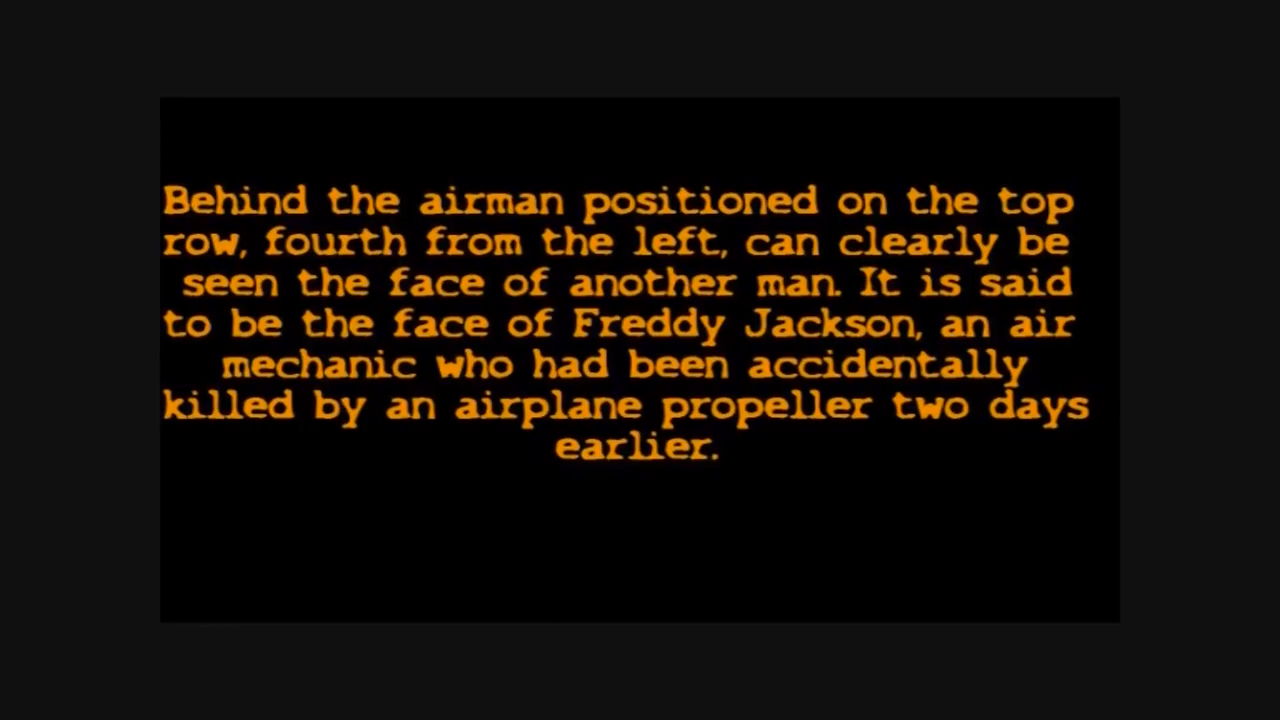 Behind the airman positioned on the top
row, fourth from the left, can clearly be
seen the face of another man. It is said
to be the face of Freddy Jackson, an air
mechanic who had been accidentally
killed by an airplane propeller two days
earlier.